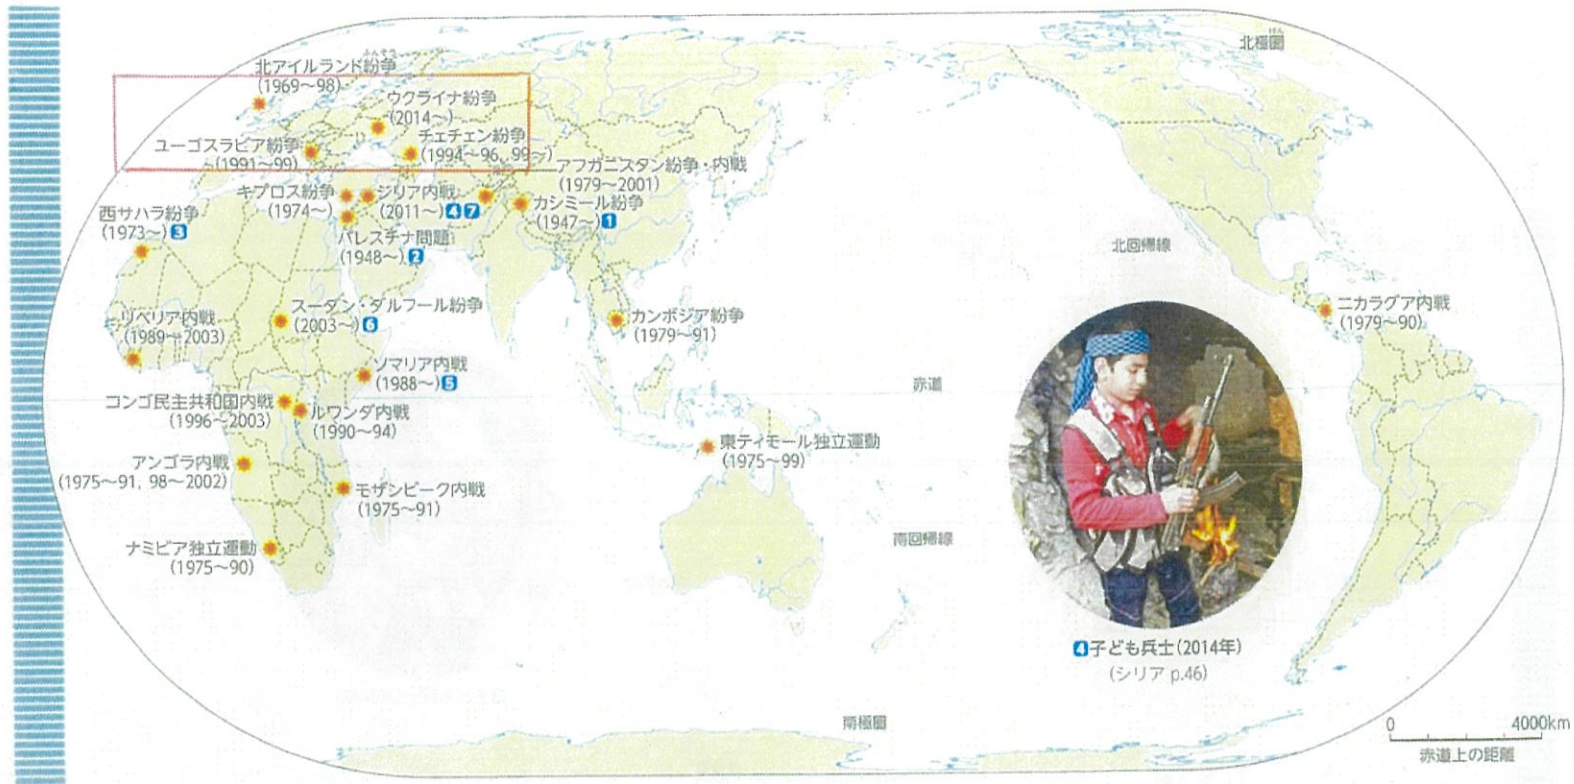 北極圏
けん
ふんそう
北アイルランド紛争
(1969～98)
ウクライナ紛争
(2014～)
ユーゴスラビア紛争
(1991～99)
チェチェン紛争
(1994～96, 99～)
アフガニスタン紛争・内戦
(1979～2001)
キプロス紛争
(1974～)
シリア内戦
(2011～) 4 7
カシミール紛争
(1947～) 1
西サハラ紛争
(1973～) 3
パレスチナ問題
(1948～) 2
北回帰線
スーダン・ダルフール紛争
(2003～) 6
リベリア内戦
(1989～2003)
カンボジア紛争
(1979～91)
ニカラグア内戦
(1979～90)
ソマリア内戦
(1988～) 5
赤道
コンゴ民主共和国内戦
(1996～2003)
ルワンダ内戦
(1990～94)
東ティモール独立運動
(1975～99)
アンゴラ内戦
(1975～91, 98～2002)
モザンビーク内戦
(1975～91)
南回帰線
ナミビア独立運動
(1975～90)
4 子ども兵士(2014年)
(シリア p.46)
南極圏
0 4000km
赤道上の距離